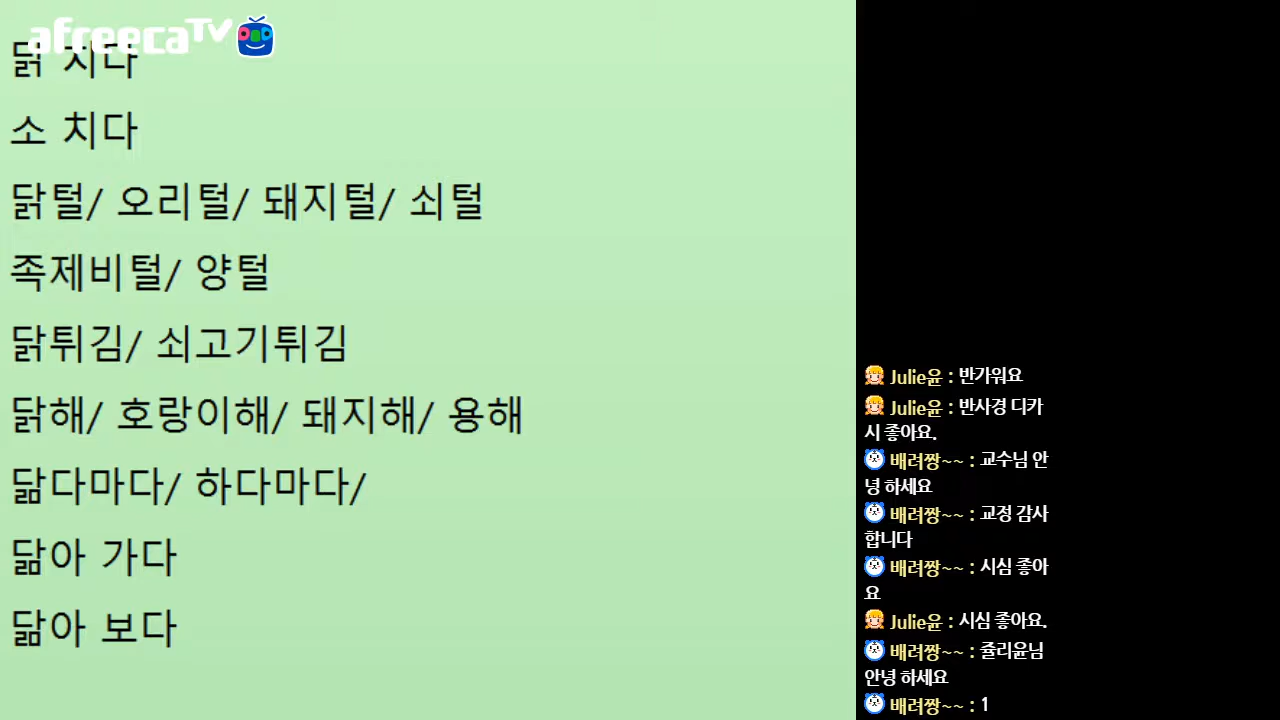 afreecaTV
닭 치다
소 치다
닭털/ 오리털/ 돼지털/ 쇠털
족제비털/ 양털
닭튀김/ 쇠고기튀김
닭해/ 호랑이해/ 돼지해/ 용해
닮다마다/ 하다마다/
닮아 가다
닮아 보다
Julie윤 : 반가워요
Julie윤 : 반사경 디카
시 좋아요.
배려짱~~ : 교수님 안
녕 하세요
배려짱~~ : 교정 감사
합니다
배려짱~~ : 시심 좋아
요
Julie윤 : 시심 좋아요.
배려짱~~ : 쥴리윤님
안녕 하세요
배려짱~~ : 1